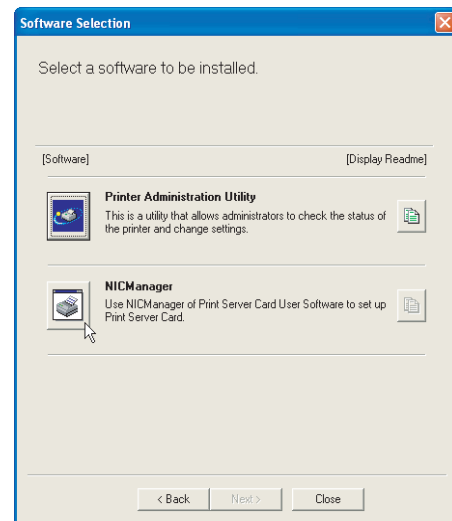 Software Selection
Select a software to be installed.
[Software] [Display Readme]
Printer Administration Utility
This is a utility that allows administrators to check the status of
the printer and change settings.
NICManager
Use NICManager of Print Server Card User Software to set up
Print Server Card.
< Back Next > Close